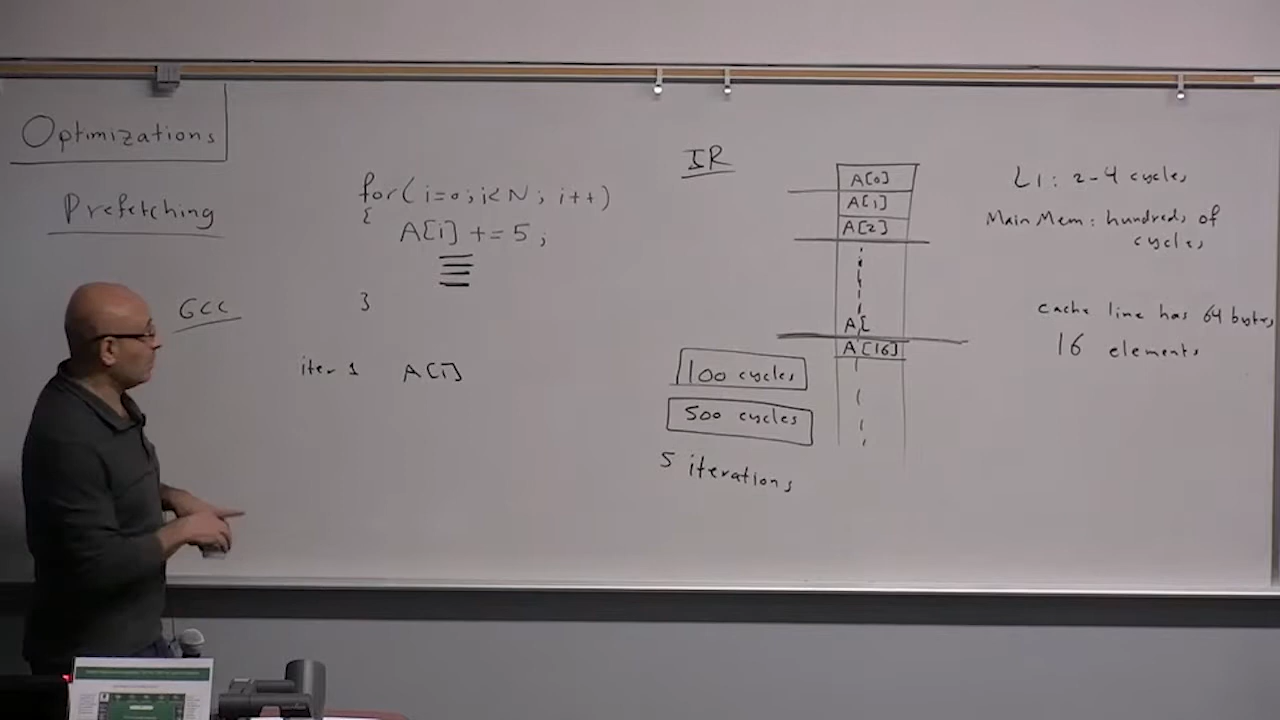 Optimizations
Prefetching
GCC
for(i=0;i<N; i++)
{
A[i] += 5;
}
iter 1 A[i]
IR
A[0]
A[1]
A[2]
A[
A[16]
100 cycles
500 cycles
5 iterations
L1: 2-4 cycles
Main Mem: hundreds of
cycles
cache line has 64 bytes
16 elements